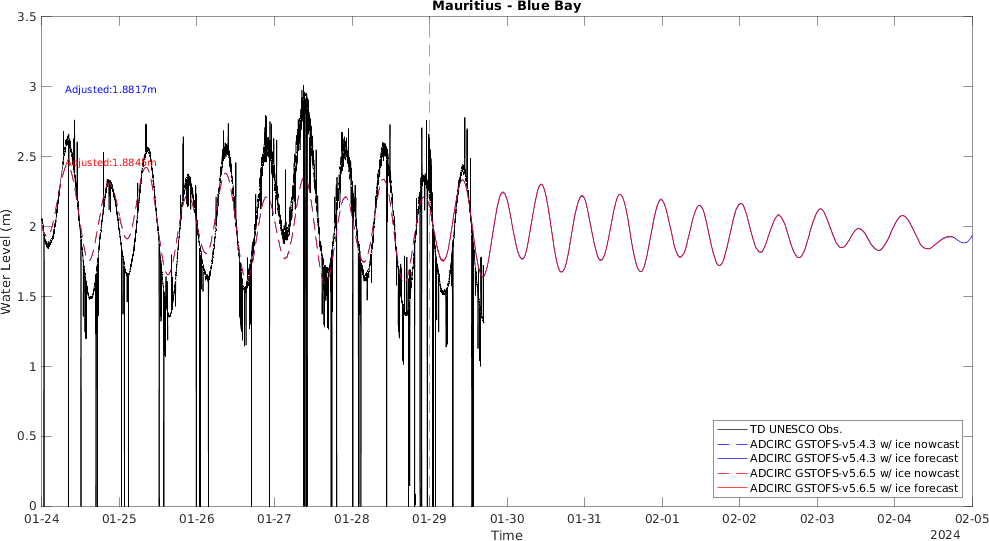 Mauritius - Blue Bay
3.5
3
2.5
2
1.5
1
0.5
0
Water Level (m)
Adjusted:1.8817m
Adjusted:1.8845m
TD UNESCO Obs.
ADCIRC GSTOFS-v5.4.3 w/ ice nowcast
ADCIRC GSTOFS-v5.4.3 w/ ice forecast
ADCIRC GSTOFS-v5.6.5 w/ ice nowcast
ADCIRC GSTOFS-v5.6.5 w/ ice forecast
01-24 01-25 01-26 01-27 01-28 01-29 01-30 01-31 02-01 02-02 02-03 02-04 02-05
Time
2024